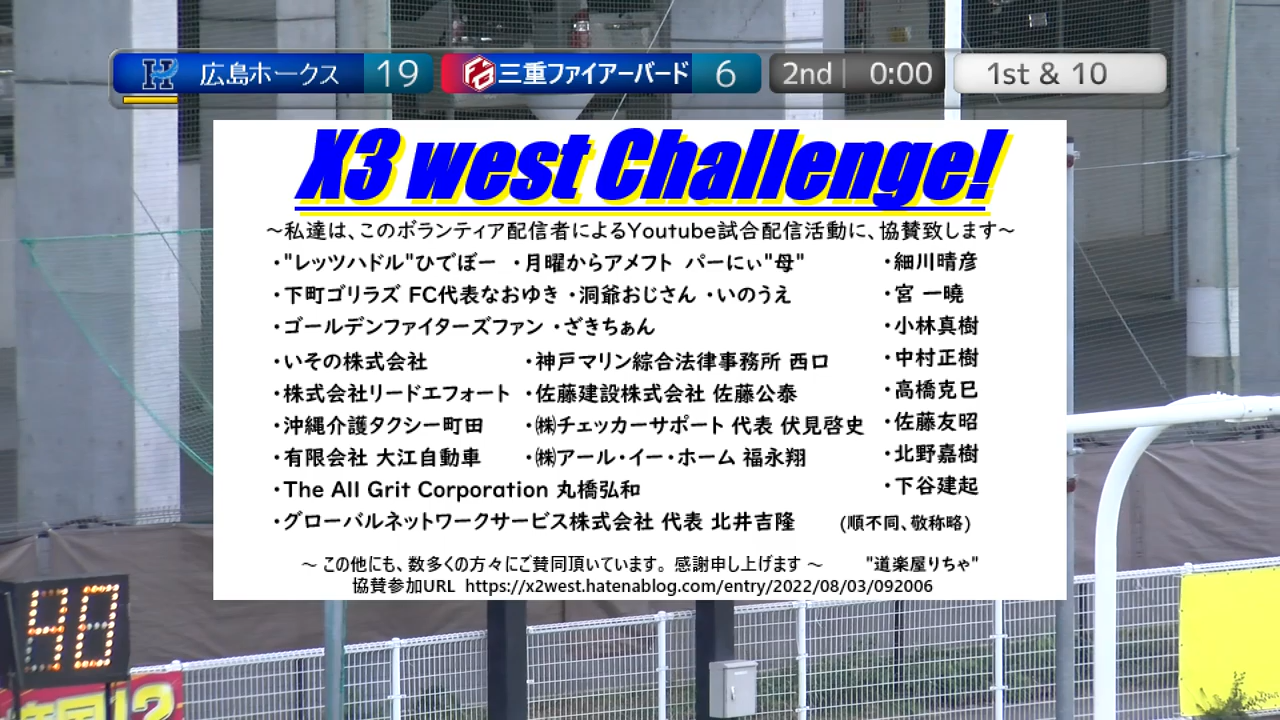 H 広島ホークス 19 三重ファイアーバード 6 2nd 0:00 1st & 10
X3 west Challenge!
～私達は、このボランティア配信者によるYoutube試合配信活動に、協賛致します～
・"レッツハドル"ひでぼー ・月曜からアメフト パーにぃ"母" ・細川晴彦
・下町ゴリラズ FC代表なおゆき ・洞爺おじさん ・いのうえ ・宮 一曉
・ゴールデンファイターズファン ・ざきちぁん ・小林真樹
・いその株式会社 ・神戸マリン綜合法律事務所 西口 ・中村正樹
・株式会社リードエフォート ・佐藤建設株式会社 佐藤公泰 ・高橋克巳
・沖縄介護タクシー町田 ・㈱チェッカーサポート 代表 伏見啓史 ・佐藤友昭
・有限会社 大江自動車 ・㈱アール・イー・ホーム 福永翔 ・北野嘉樹
・The All Grit Corporation 丸橋弘和 ・下谷建起
・グローバルネットワークサービス株式会社 代表 北井吉隆 (順不同、敬称略)
～ この他にも、数多くの方々にご賛同頂いています。感謝申し上げます ～ "道楽屋りちゃ"
協賛参加URL https://x2west.hatenablog.com/entry/2022/08/03/092006